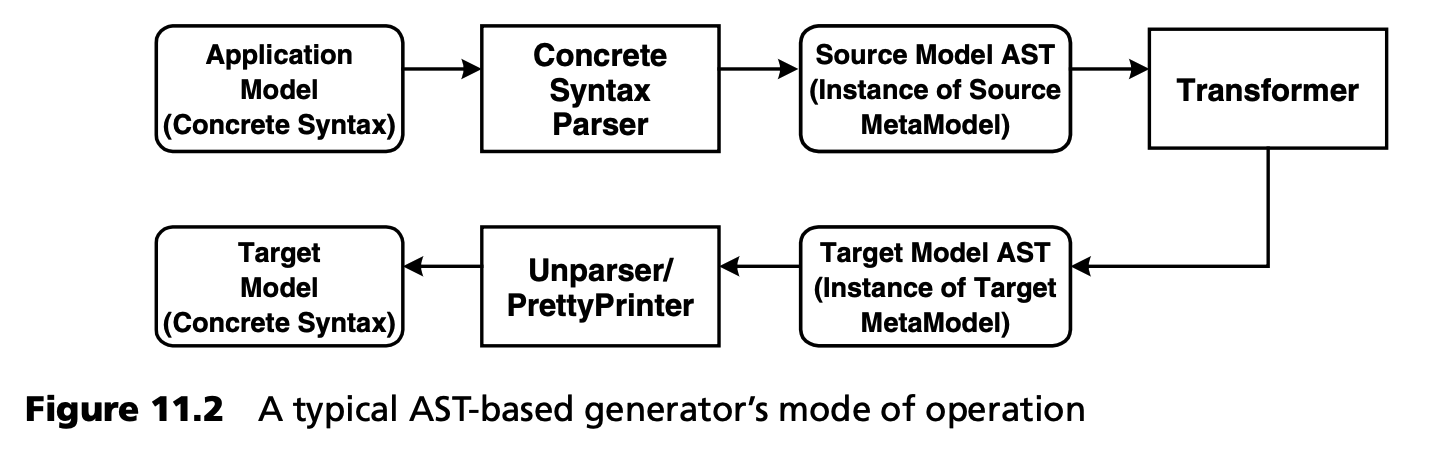 Application
Model
(Concrete Syntax)
Concrete
Syntax
Parser
Source Model AST
(Instance of Source
MetaModel)
Transformer
Target Model AST
(Instance of Target
MetaModel)
Unparser/
PrettyPrinter
Target
Model
(Concrete Syntax)
Figure 11.2 A typical AST-based generator's mode of operation